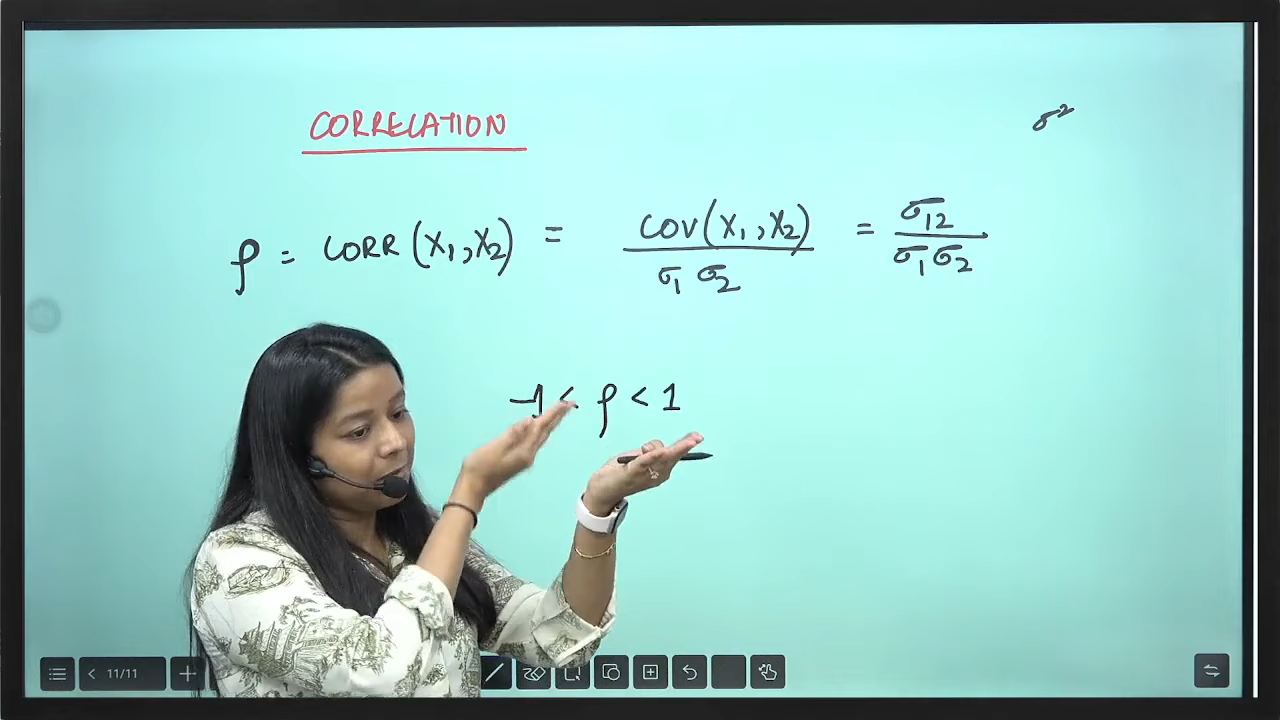 CORRELATION
σ²
ρ = CORR (X₁,X₂) = COV(X₁,X₂) / σ₁ σ₂ = σ₁₂ / σ₁σ₂
-1 < ρ < 1
11/11